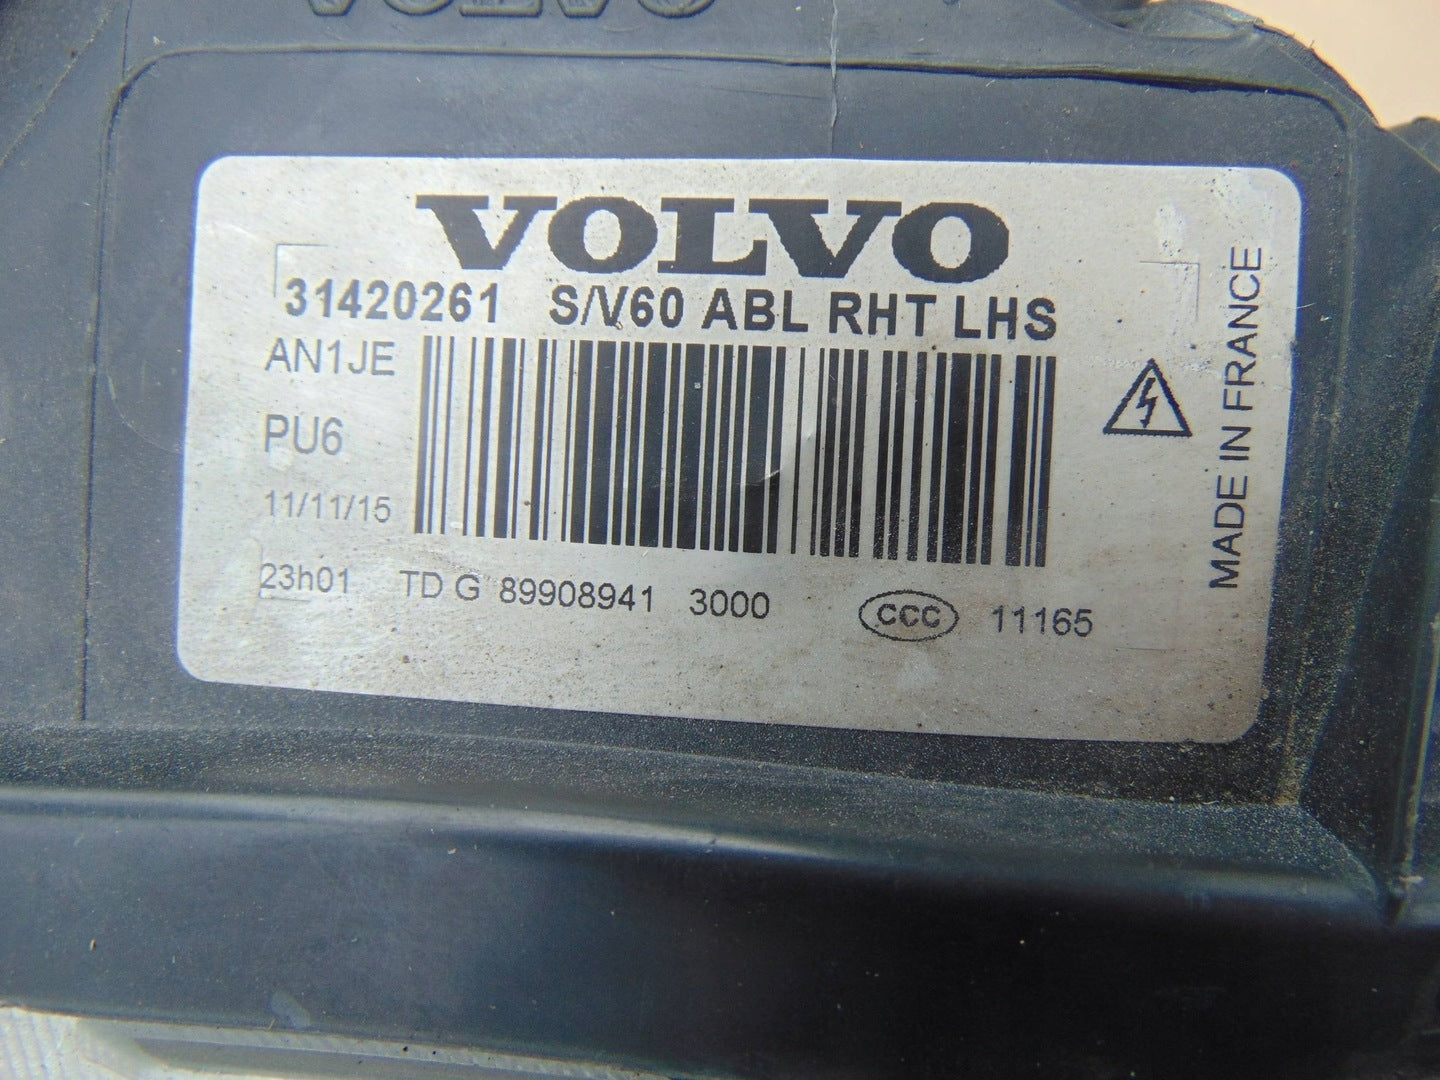 VOLVO
VOLVO
31420261 S/V60 ABL RHT LHS
AN1JE
PU6
11/11/15
23h01 TD G 89908941 3000 CCC 11165
MADE IN FRANCE